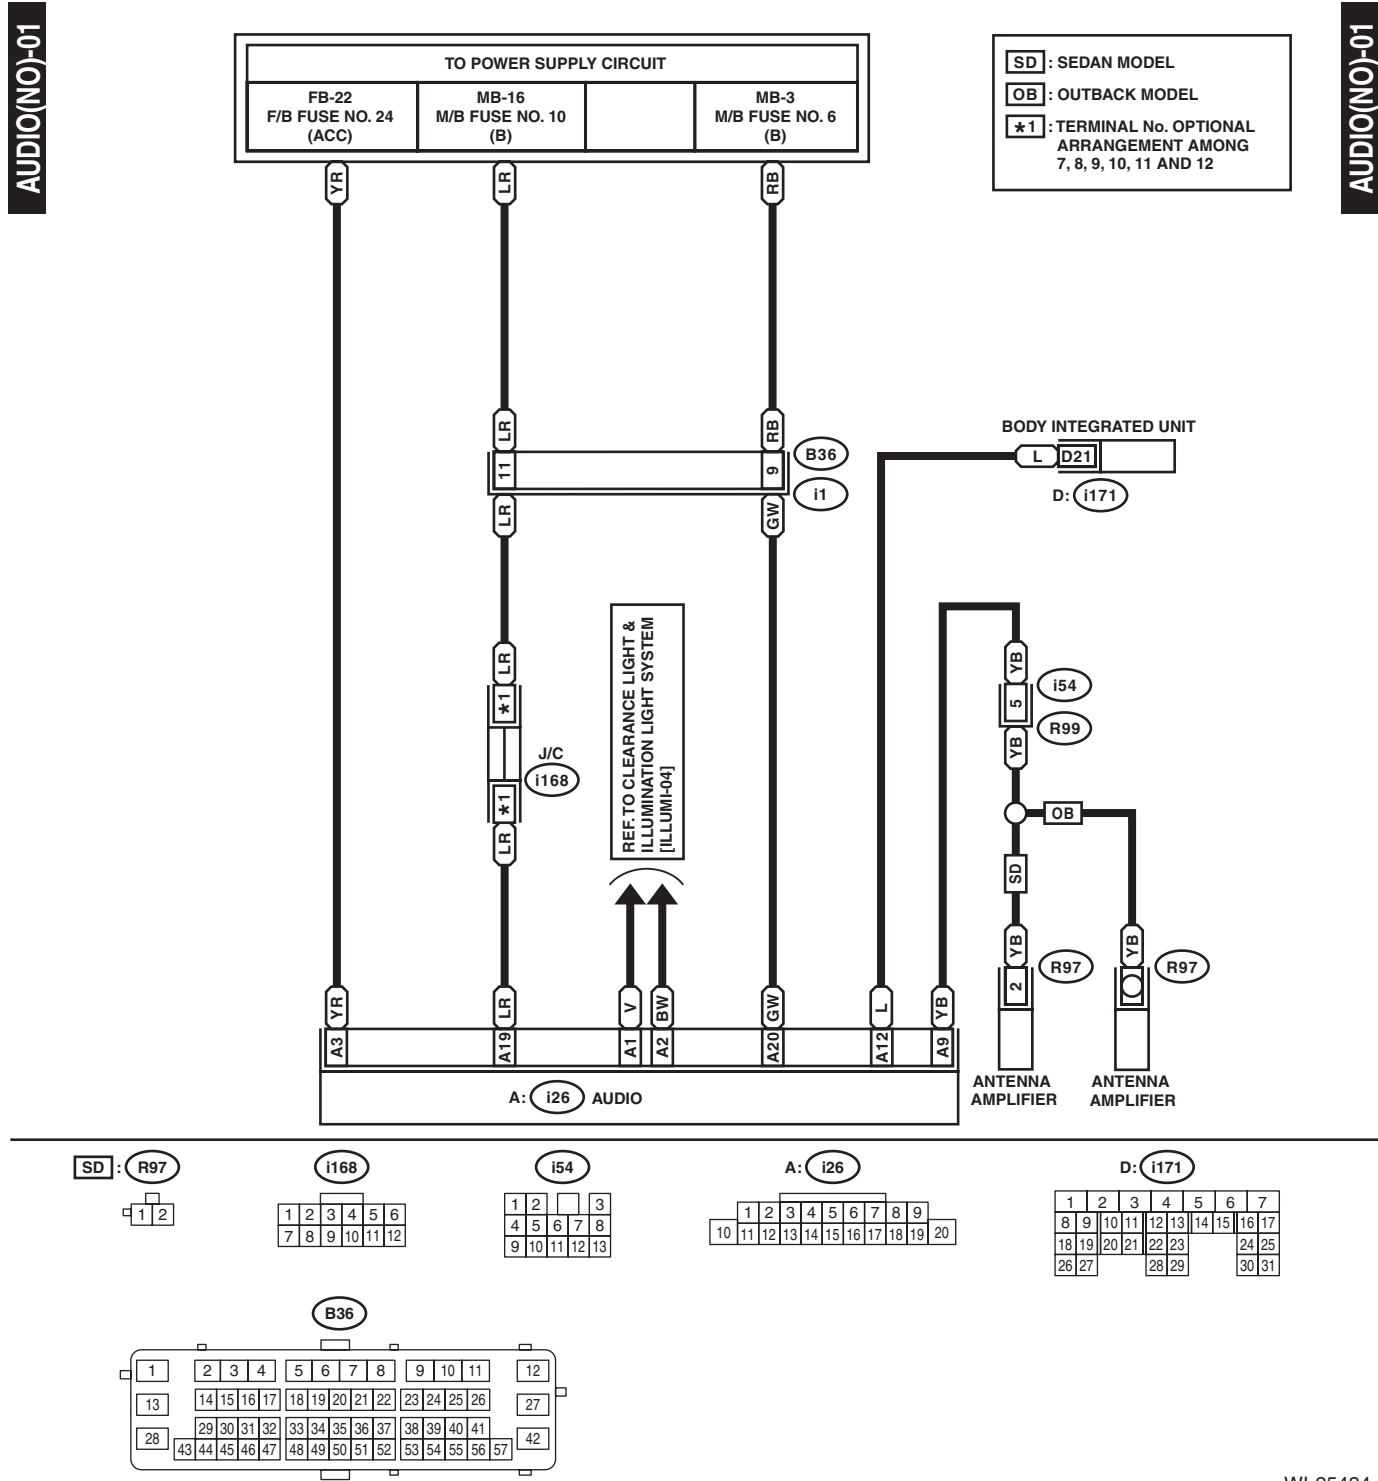 AUDIO(NO)-01
AUDIO(NO)-01
TO POWER SUPPLY CIRCUIT
FB-22
F/B FUSE NO. 24
(ACC)
MB-16
M/B FUSE NO. 10
(B)
MB-3
M/B FUSE NO. 6
(B)
SD : SEDAN MODEL
OB : OUTBACK MODEL
*1 : TERMINAL No. OPTIONAL
ARRANGEMENT AMONG
7, 8, 9, 10, 11 AND 12
YR
LR
RB
LR
RB
11
9
B36
i1
LR
GW
BODY INTEGRATED UNIT
L D21
D: i171
REF. TO CLEARANCE LIGHT &
ILLUMINATION LIGHT SYSTEM
[ILLUMI-04]
LR
*1
J/C
i168
*1
LR
YB
5
i54
R99
YB
OB
SD
YB
YB
2
R97
R97
YR
LR
V
BW
GW
L
YB
A3
A19
A1
A2
A20
A12
A9
A: i26 AUDIO
ANTENNA
AMPLIFIER
ANTENNA
AMPLIFIER
SD : R97
1 2
i168
1 2 3 4 5 6
7 8 9 10 11 12
i54
1 2 3
4 5 6 7 8
9 10 11 12 13
A: i26
1 2 3 4 5 6 7 8 9
10 11 12 13 14 15 16 17 18 19 20
D: i171
1 2 3 4 5 6 7
8 9 10 11 12 13 14 15 16 17
18 19 20 21 22 23 24 25
26 27 28 29 30 31
B36
1 2 3 4 5 6 7 8 9 10 11 12
13 14 15 16 17 18 19 20 21 22 23 24 25 26 27
28 29 30 31 32 33 34 35 36 37 38 39 40 41 42
43 44 45 46 47 48 49 50 51 52 53 54 55 56 57